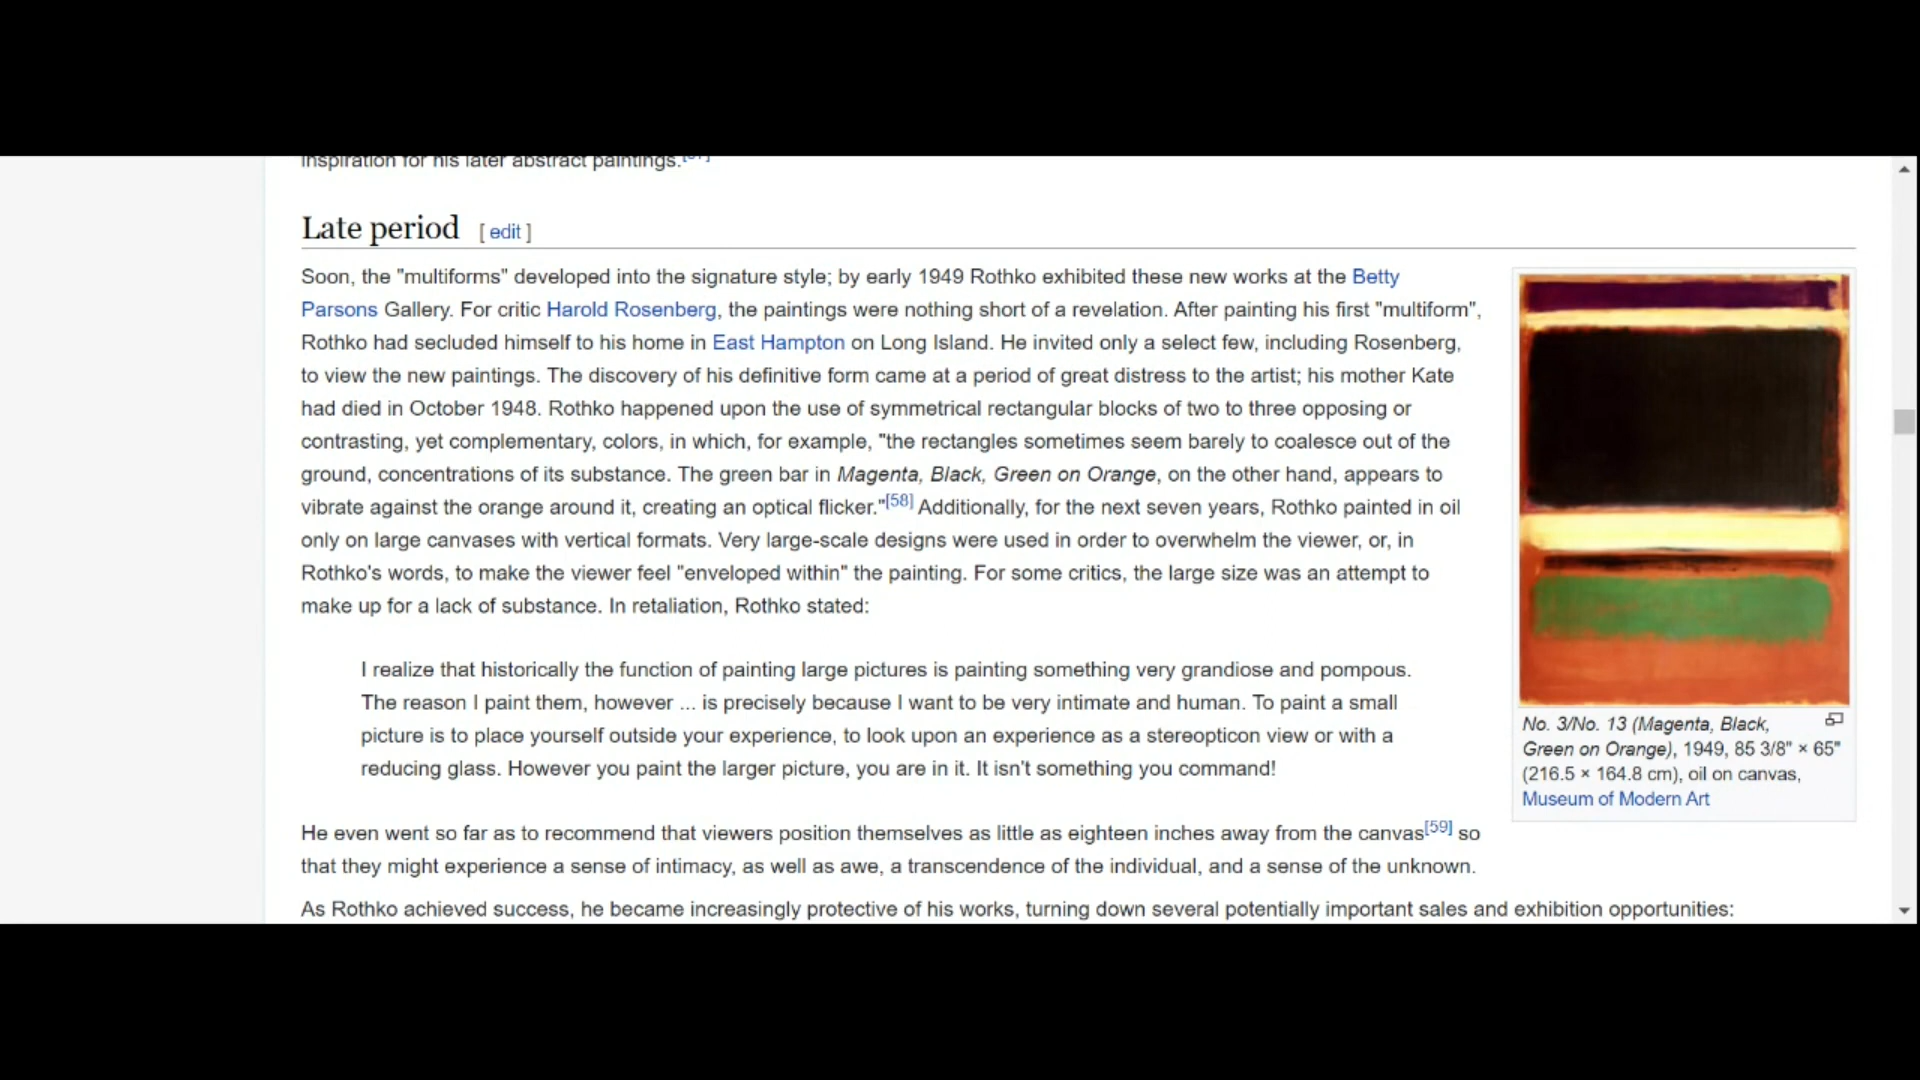 inspiration for his later abstract paintings.
Late period [ edit ]
Soon, the "multiforms" developed into the signature style; by early 1949 Rothko exhibited these new works at the Betty
Parsons Gallery. For critic Harold Rosenberg, the paintings were nothing short of a revelation. After painting his first "multiform",
Rothko had secluded himself to his home in East Hampton on Long Island. He invited only a select few, including Rosenberg,
to view the new paintings. The discovery of his definitive form came at a period of great distress to the artist; his mother Kate
had died in October 1948. Rothko happened upon the use of symmetrical rectangular blocks of two to three opposing or
contrasting, yet complementary, colors, in which, for example, "the rectangles sometimes seem barely to coalesce out of the
ground, concentrations of its substance. The green bar in Magenta, Black, Green on Orange, on the other hand, appears to
vibrate against the orange around it, creating an optical flicker."[58] Additionally, for the next seven years, Rothko painted in oil
only on large canvases with vertical formats. Very large-scale designs were used in order to overwhelm the viewer, or, in
Rothko's words, to make the viewer feel "enveloped within" the painting. For some critics, the large size was an attempt to
make up for a lack of substance. In retaliation, Rothko stated:
I realize that historically the function of painting large pictures is painting something very grandiose and pompous.
The reason I paint them, however ... is precisely because I want to be very intimate and human. To paint a small
picture is to place yourself outside your experience, to look upon an experience as a stereopticon view or with a
reducing glass. However you paint the larger picture, you are in it. It isn't something you command!
He even went so far as to recommend that viewers position themselves as little as eighteen inches away from the canvas[59] so
that they might experience a sense of intimacy, as well as awe, a transcendence of the individual, and a sense of the unknown.
As Rothko achieved success, he became increasingly protective of his works, turning down several potentially important sales and exhibition opportunities:
No. 3/No. 13 (Magenta, Black,
Green on Orange), 1949, 85 3/8" × 65"
(216.5 × 164.8 cm), oil on canvas,
Museum of Modern Art